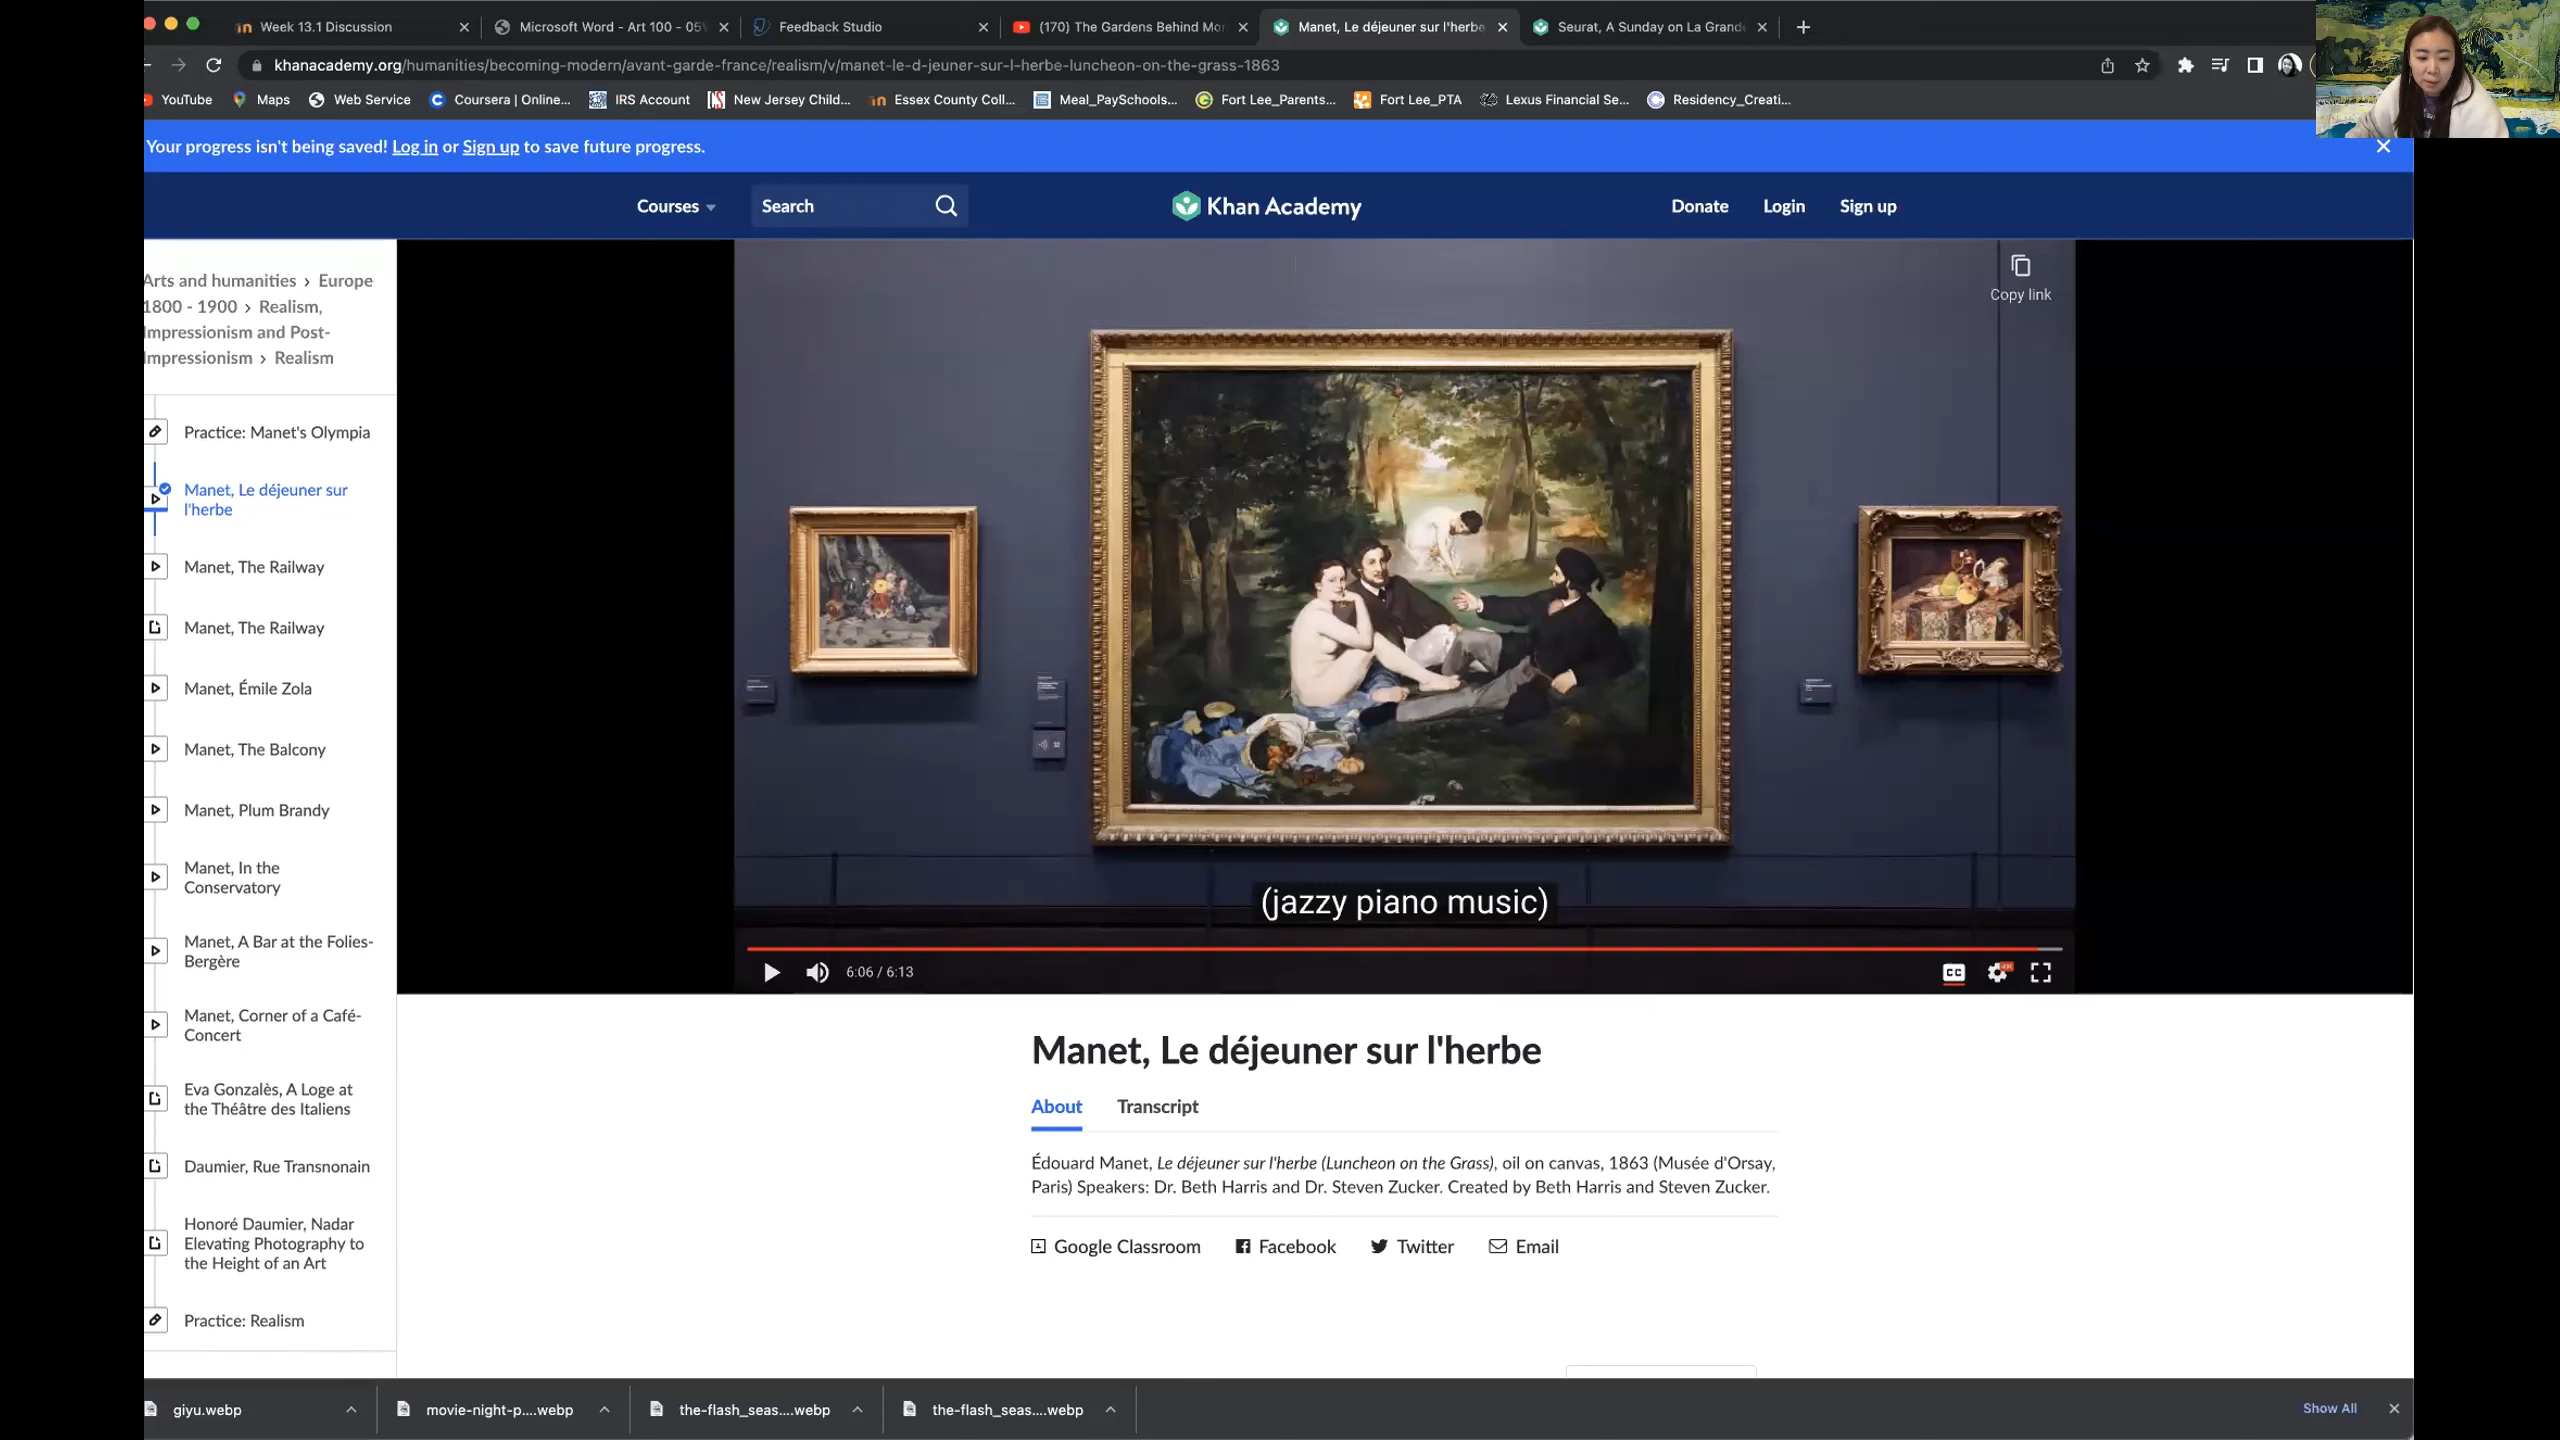 Week 13.1 Discussion
Microsoft Word - Art 100 - 05
Feedback Studio
(170) The Gardens Behind Mo
Manet, Le déjeuner sur l'herbe
Seurat, A Sunday on La Grand
khanacademy.org/humanities/becoming-modern/avant-garde-france/realism/v/manet-le-d-jeuner-sur-l-herbe-luncheon-on-the-grass-1863
YouTube
Maps
Web Service
Coursera | Online...
IRS Account
New Jersey Child...
Essex County Coll...
Meal_PaySchools...
Fort Lee_Parents...
Fort Lee_PTA
Lexus Financial Se...
Residency_Creati...
Your progress isn't being saved! Log in or Sign up to save future progress.
Courses
Search
Khan Academy
Donate
Login
Sign up
Arts and humanities › Europe
1800 - 1900 › Realism,
Impressionism and Post-
Impressionism › Realism
Practice: Manet's Olympia
Manet, Le déjeuner sur
l'herbe
Manet, The Railway
Manet, The Railway
Manet, Émile Zola
Manet, The Balcony
Manet, Plum Brandy
Manet, In the
Conservatory
Manet, A Bar at the Folies-
Bergère
Manet, Corner of a Café-
Concert
Eva Gonzalès, A Loge at
the Théâtre des Italiens
Daumier, Rue Transnonain
Honoré Daumier, Nadar
Elevating Photography to
the Height of an Art
Practice: Realism
Copy link
(jazzy piano music)
6:06 / 6:13
CC
Manet, Le déjeuner sur l'herbe
About
Transcript
Édouard Manet, Le déjeuner sur l'herbe (Luncheon on the Grass), oil on canvas, 1863 (Musée d'Orsay,
Paris) Speakers: Dr. Beth Harris and Dr. Steven Zucker. Created by Beth Harris and Steven Zucker.
Google Classroom
Facebook
Twitter
Email
giyu.webp
movie-night-p....webp
the-flash_seas....webp
the-flash_seas....webp
Show All